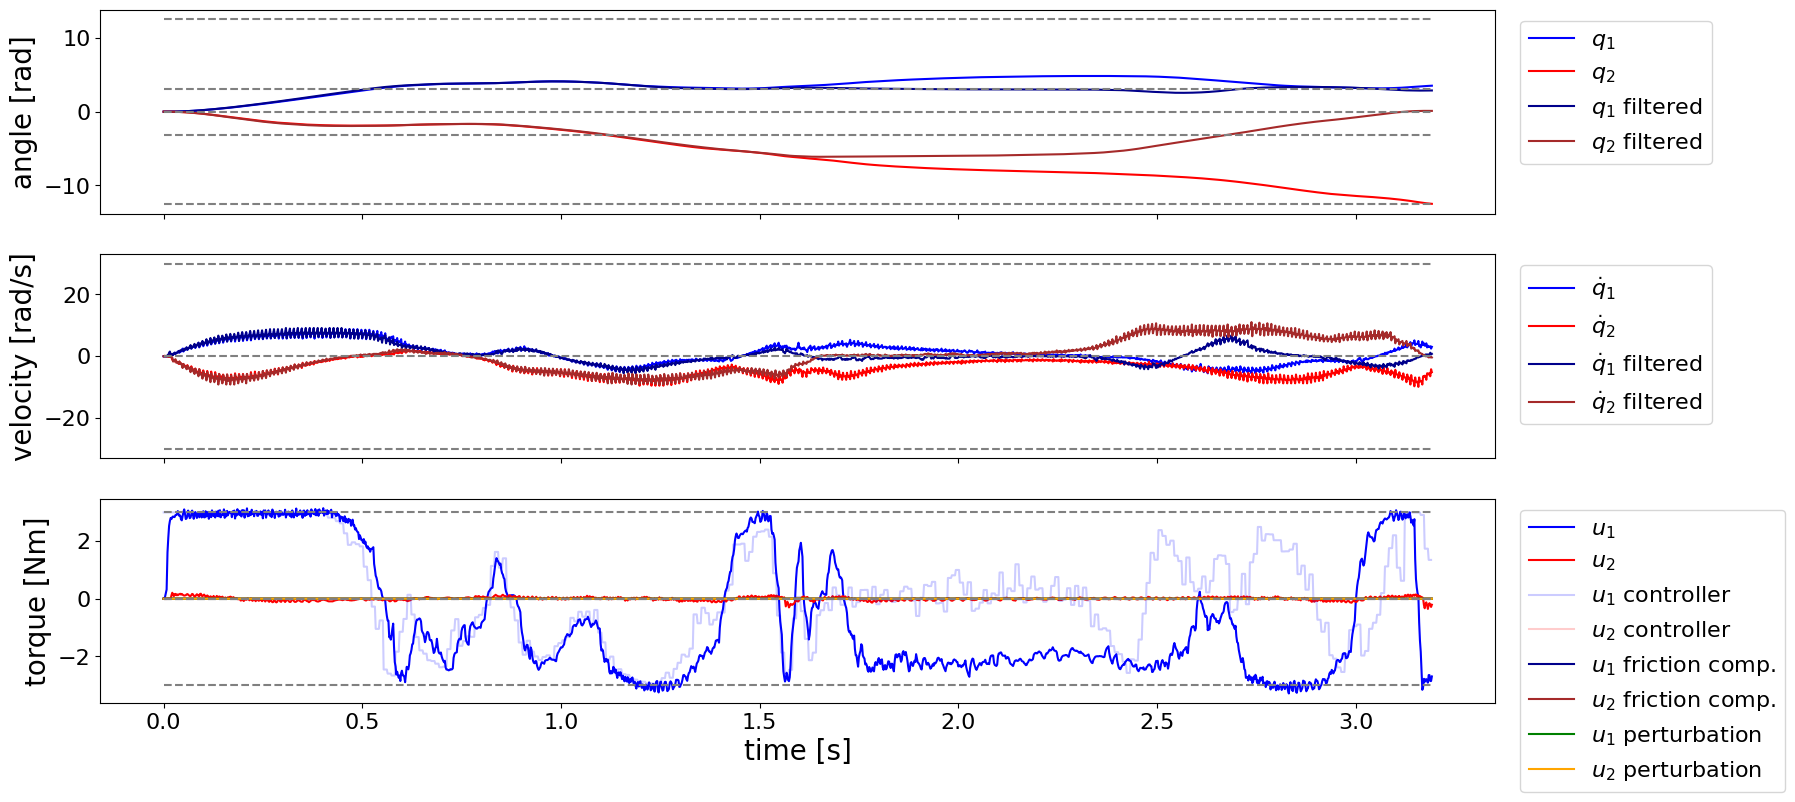 angle [rad]
10
0
−10
q₁
q₂
q₁ filtered
q₂ filtered
velocity [rad/s]
20
0
−20
q̇₁
q̇₂
q̇₁ filtered
q̇₂ filtered
torque [Nm]
2
0
−2
0.0 0.5 1.0 1.5 2.0 2.5 3.0
time [s]
u₁
u₂
u₁ controller
u₂ controller
u₁ friction comp.
u₂ friction comp.
u₁ perturbation
u₂ perturbation